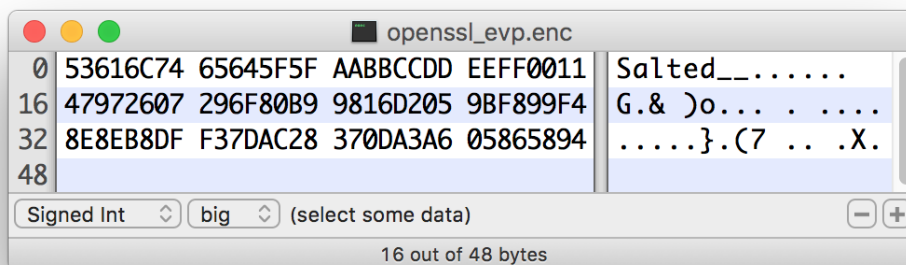 openssl_evp.enc
0 53616C74 65645F5F AABBCCDD EEFF0011 Salted__......
16 47972607 296F80B9 9816D205 9BF899F4 G.& )o... . ....
32 8E8EB8DF F37DAC28 370DA3A6 05865894 .....}.(7 .. .X.
48
Signed Int big (select some data)
16 out of 48 bytes